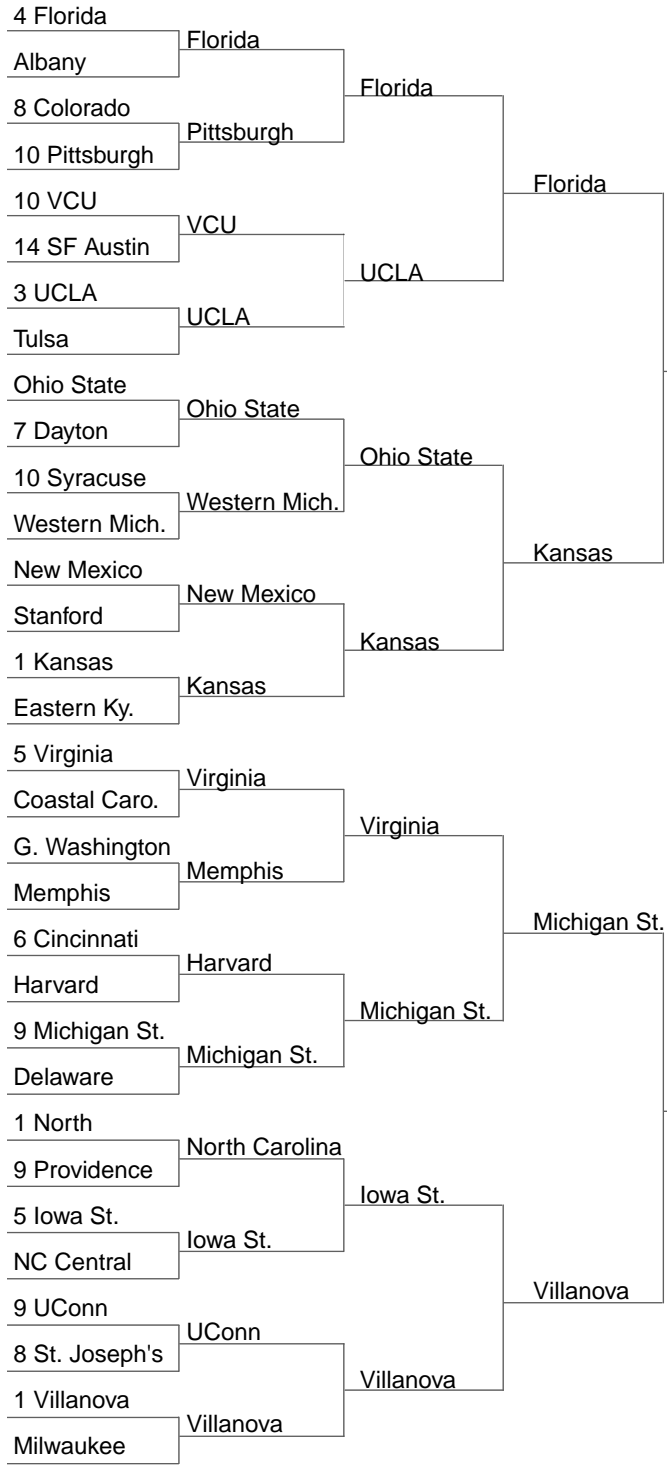 4 Florida
Albany
8 Colorado
10 Pittsburgh
10 VCU
14 SF Austin
3 UCLA
Tulsa
Ohio State
7 Dayton
10 Syracuse
Western Mich.
New Mexico
Stanford
1 Kansas
Eastern Ky.
5 Virginia
Coastal Caro.
G. Washington
Memphis
6 Cincinnati
Harvard
9 Michigan St.
Delaware
1 North
9 Providence
5 Iowa St.
NC Central
9 UConn
8 St. Joseph's
1 Villanova
Milwaukee
Florida
Pittsburgh
VCU
UCLA
Ohio State
Western Mich.
New Mexico
Kansas
Virginia
Memphis
Harvard
Michigan St.
North Carolina
Iowa St.
UConn
Villanova
Florida
UCLA
Ohio State
Kansas
Virginia
Michigan St.
Iowa St.
Villanova
Florida
Kansas
Michigan St.
Villanova